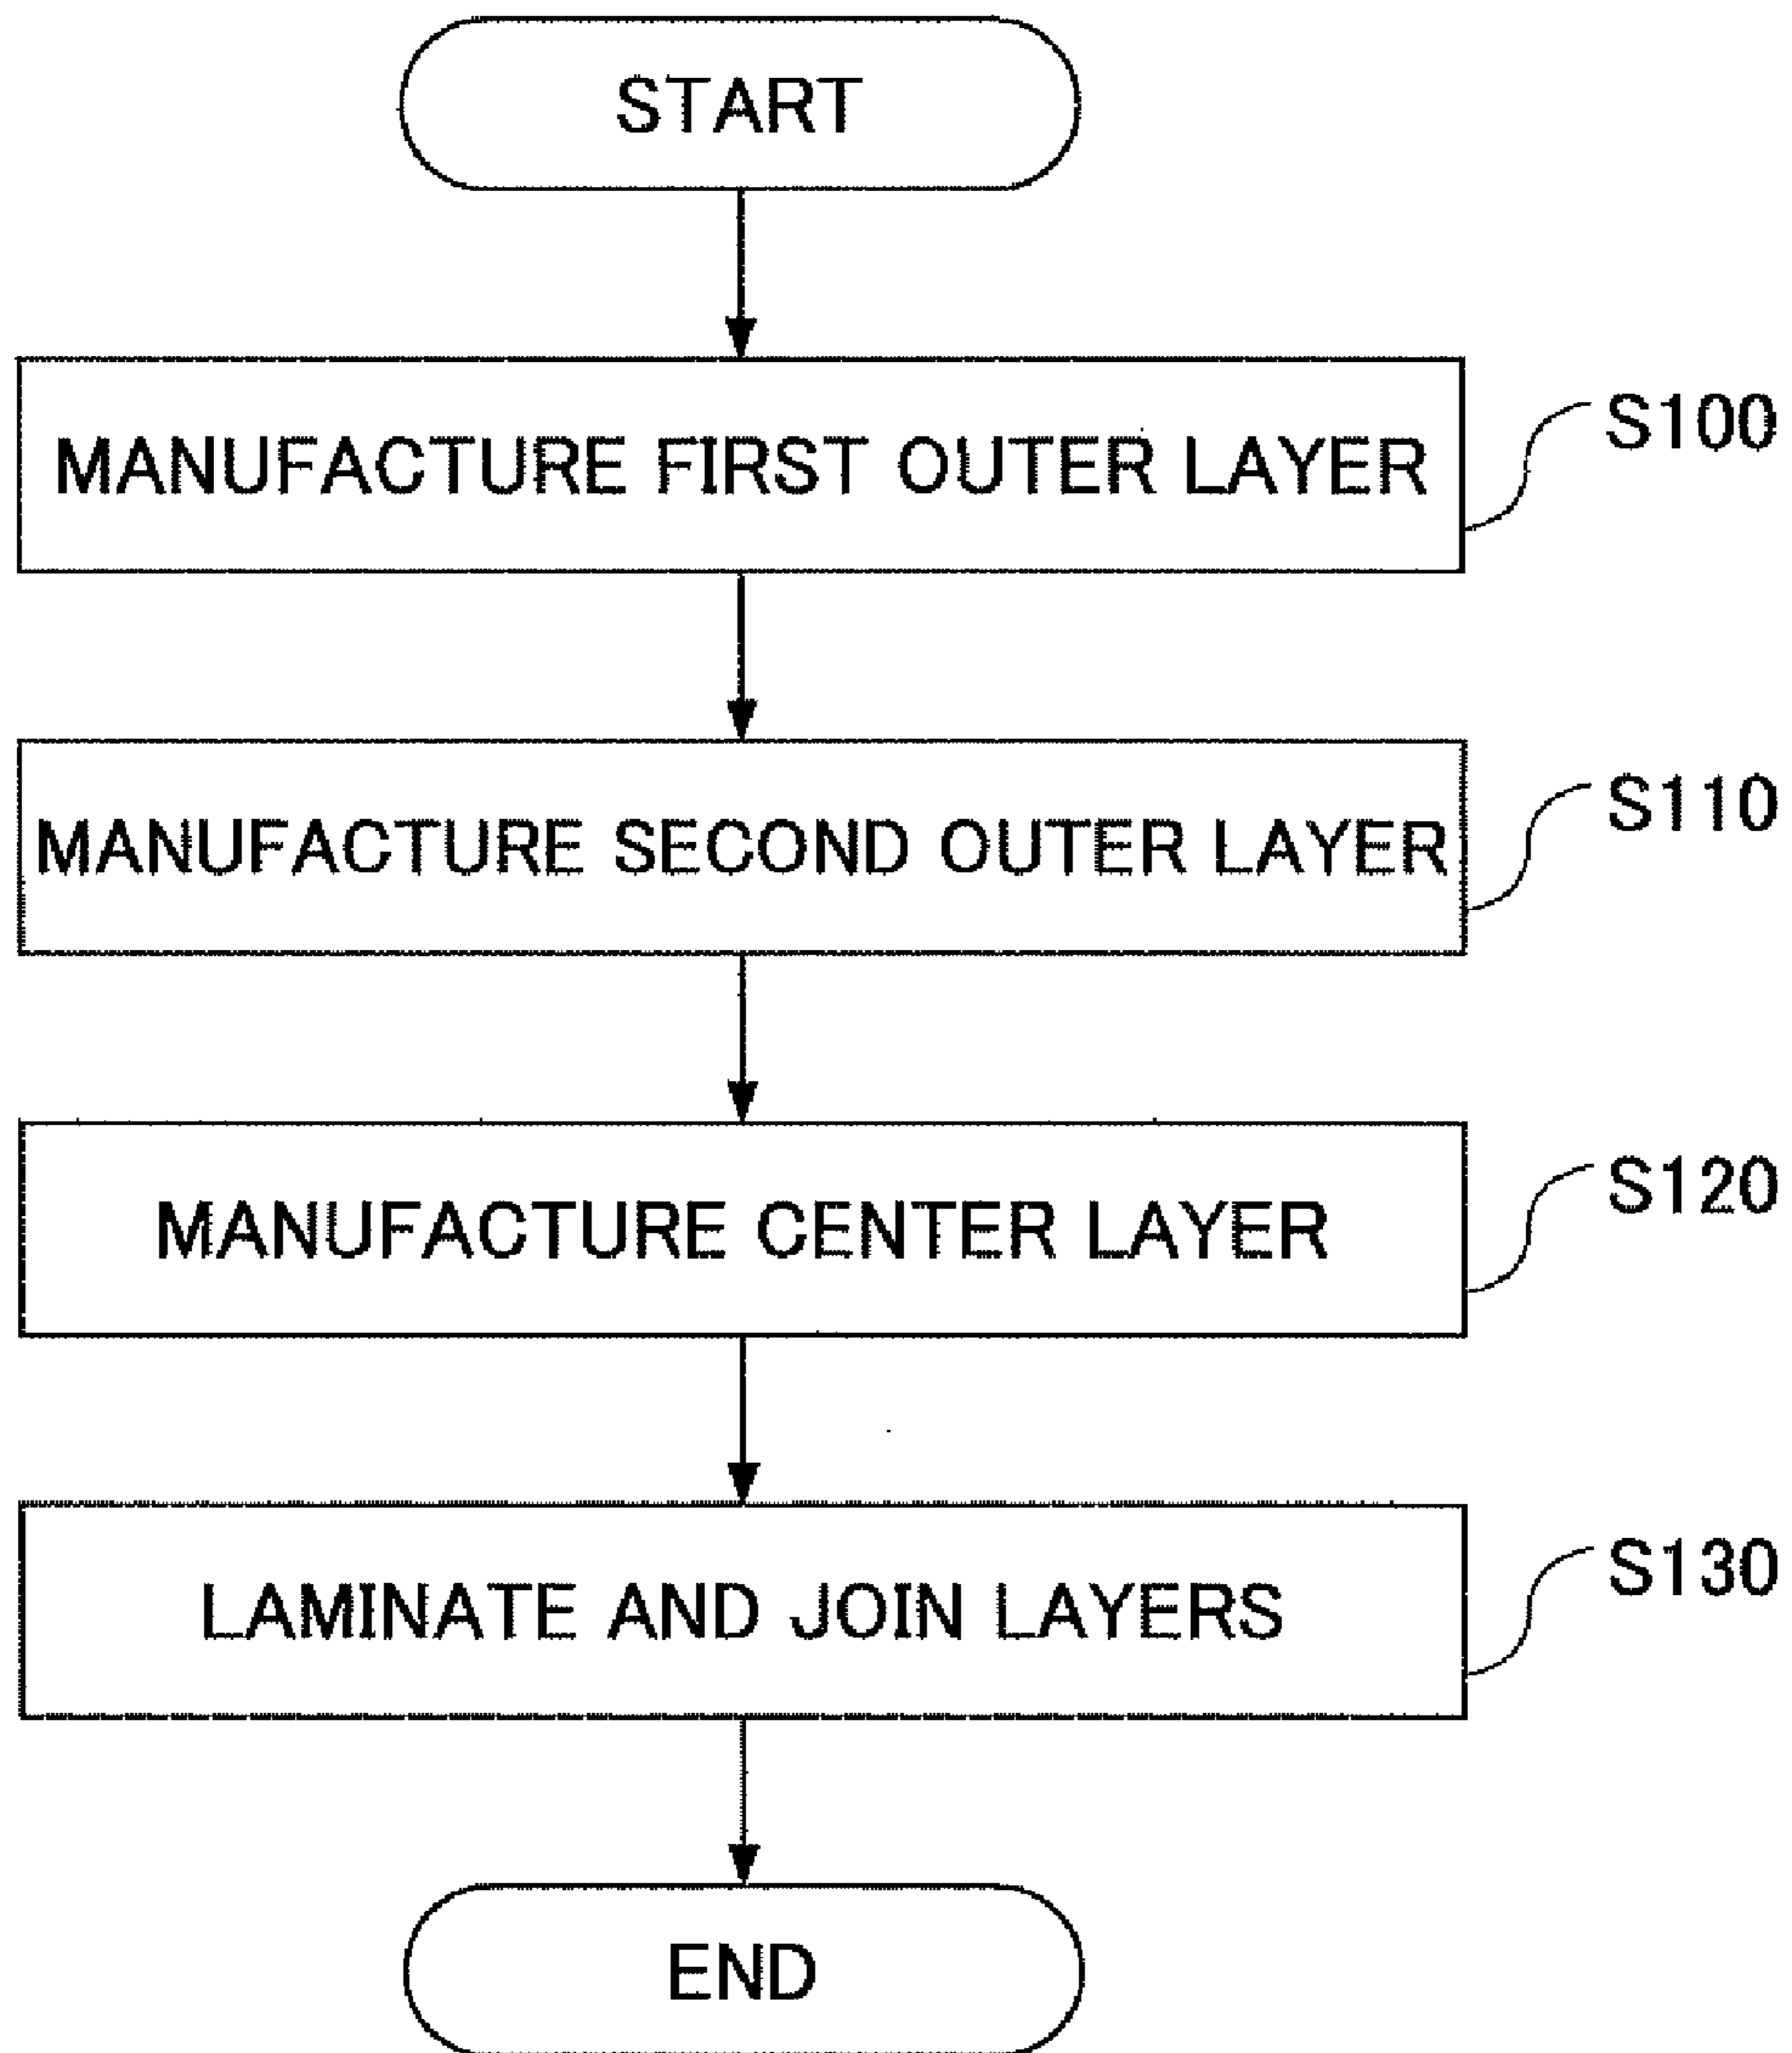 START
MANUFACTURE FIRST OUTER LAYER
S100
MANUFACTURE SECOND OUTER LAYER
S110
MANUFACTURE CENTER LAYER
S120
LAMINATE AND JOIN LAYERS
S130
END